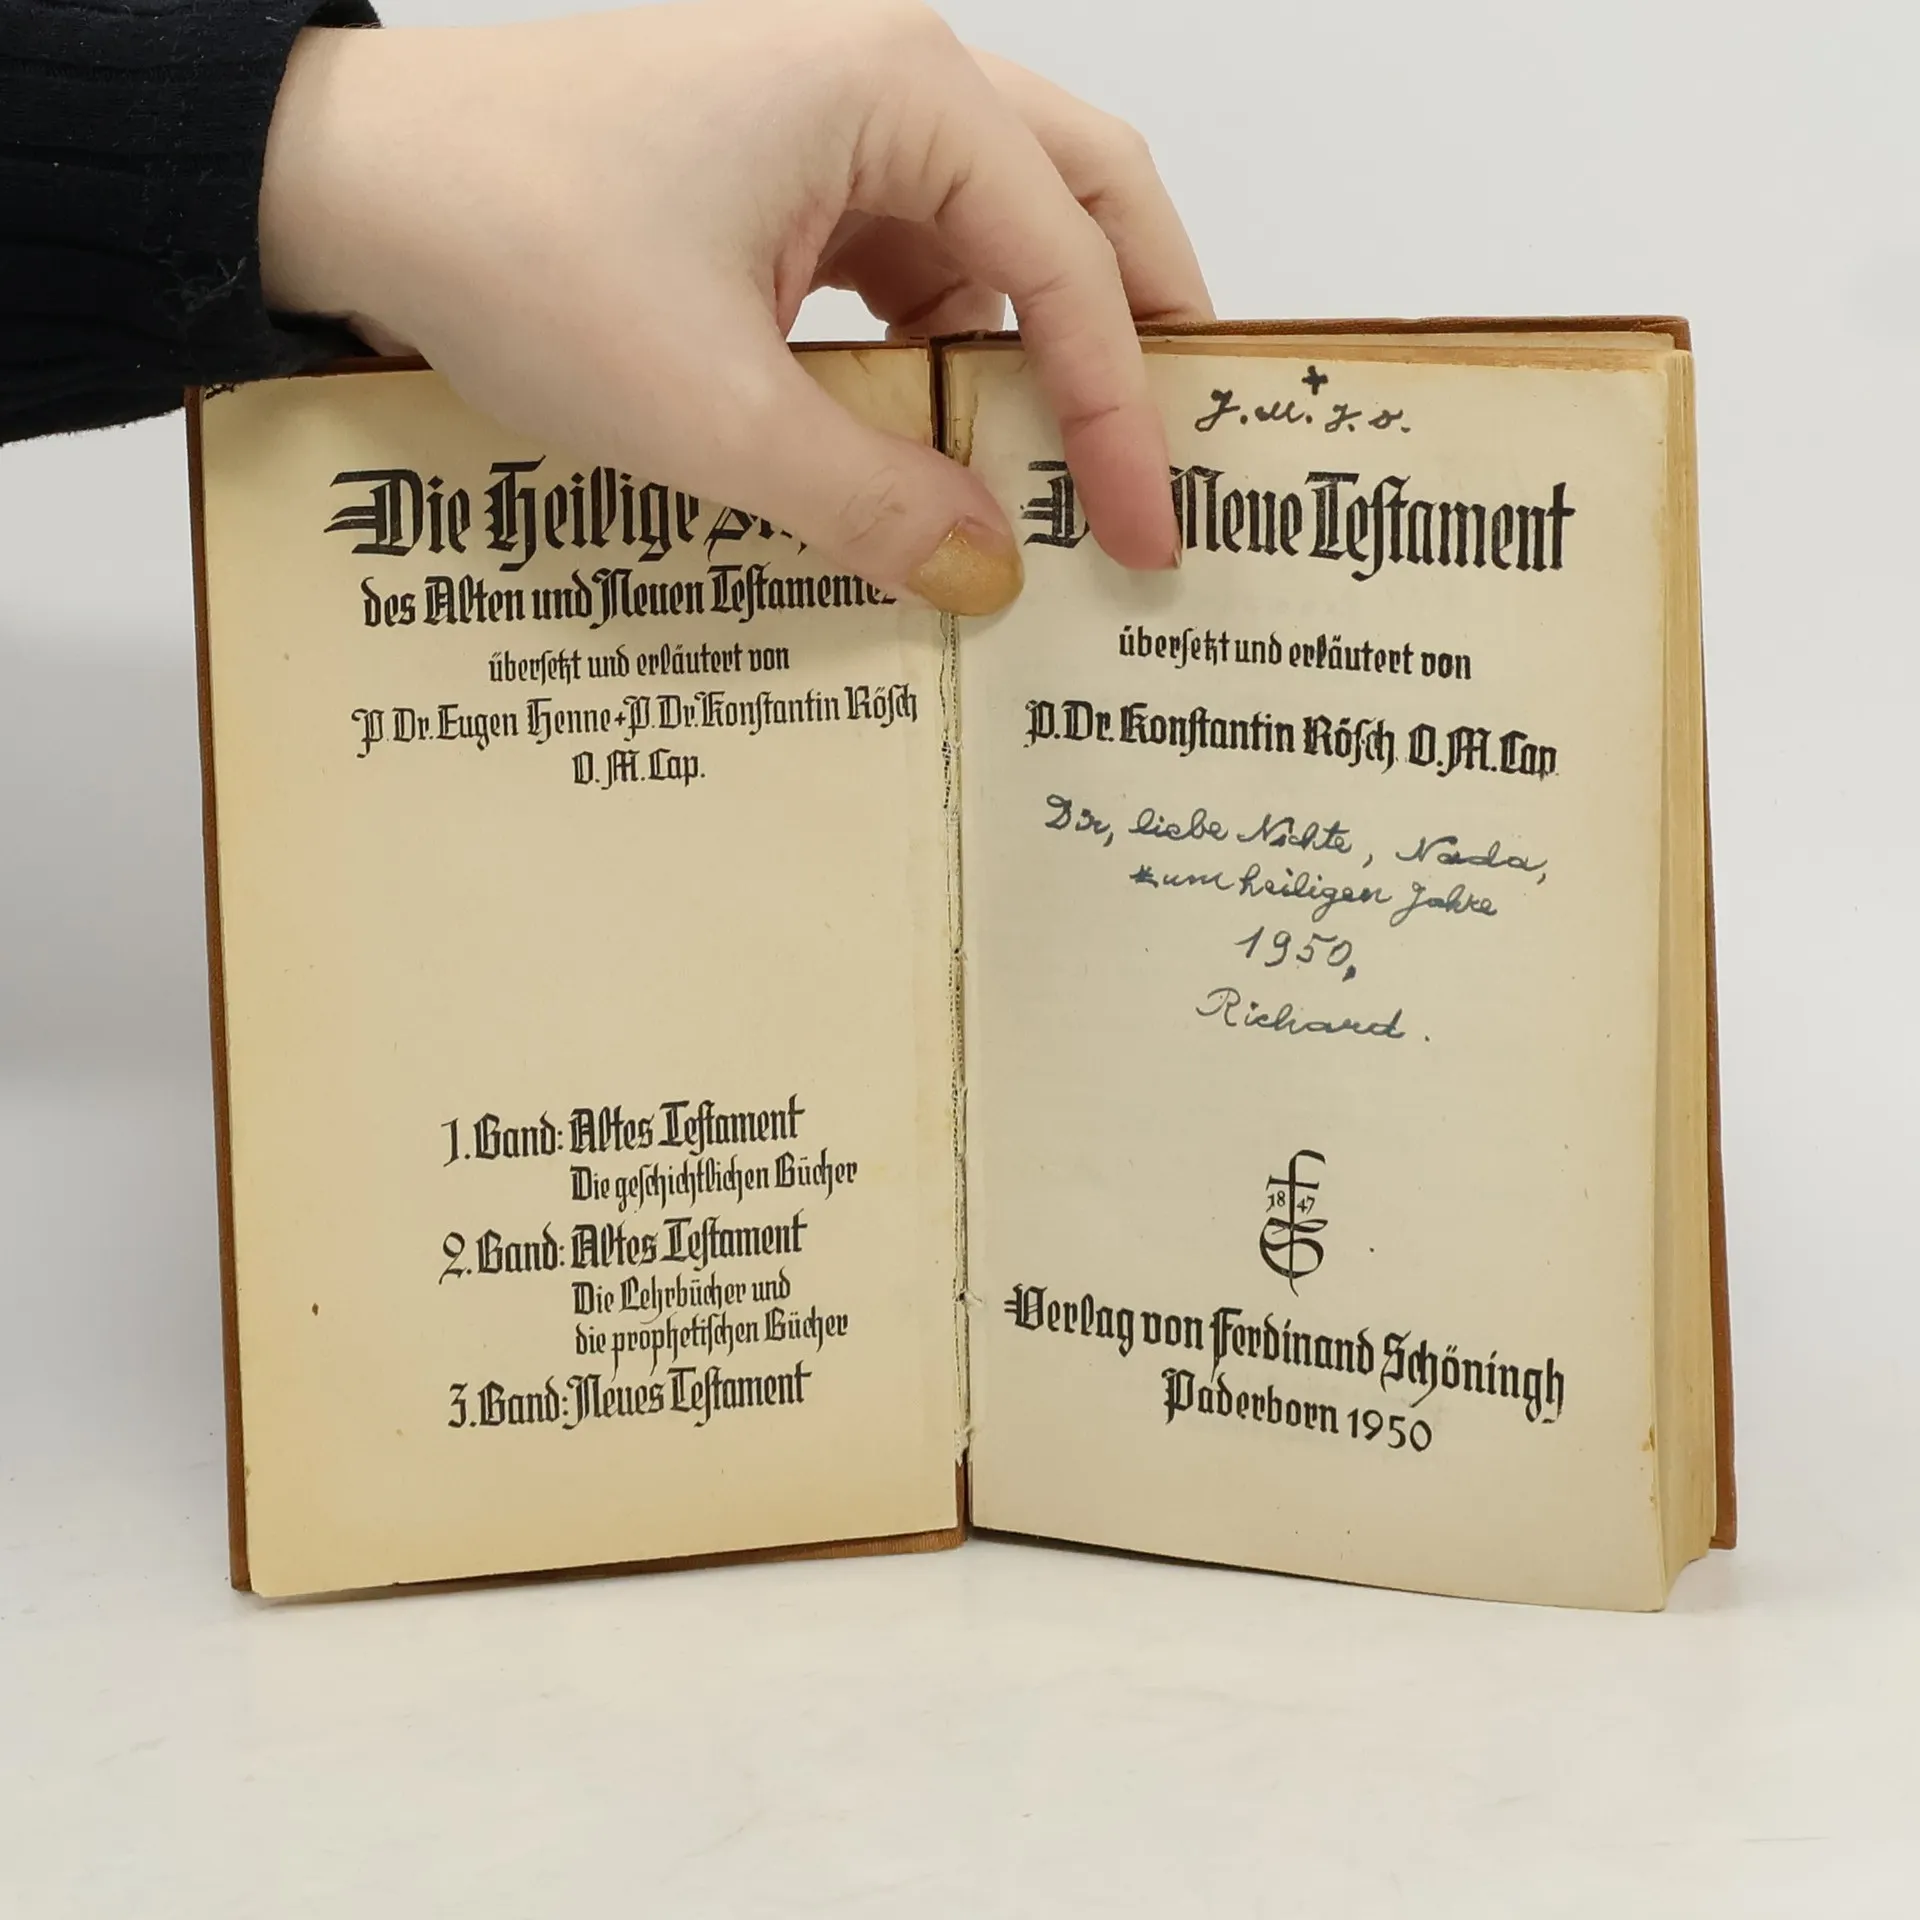 Die Heilige
des Alten und Neuen Testamentes
übersetzt und erläutert von
P. Dr. Eugen Henne + P. Dr. Konstantin Rösch
O. M. Cap.
1. Band: Altes Testament
Die geschichtlichen Bücher
2. Band: Altes Testament
Die Lehrbücher und
die prophetischen Bücher
3. Band: Neues Testament
+
J. M. J. v.
Neue Testament
übersetzt und erläutert von
P. Dr. Konstantin Rösch O. M. Cap.
Dir, liebe Nichte, Nada,
zum heiligen Jahre
1950,
Richard.
18 47
FS
Verlag von Ferdinand Schöningh
Paderborn 1950